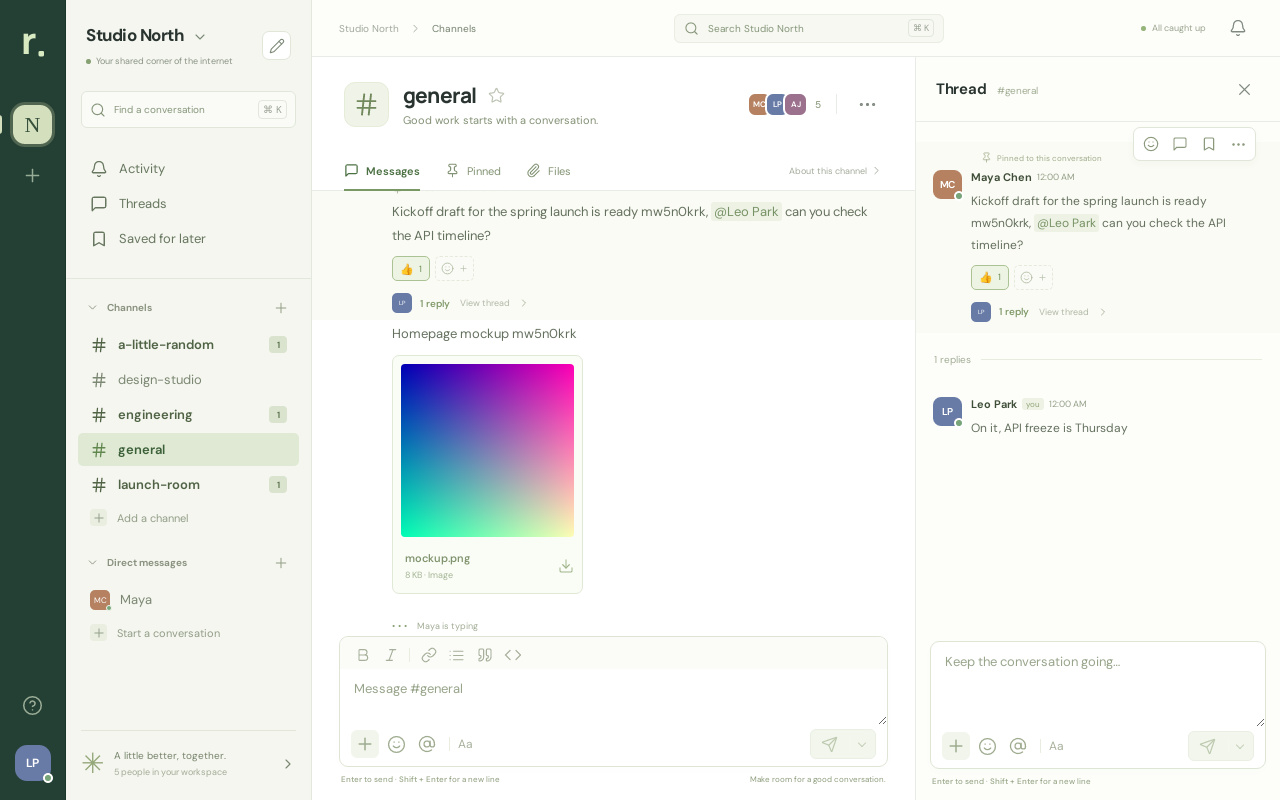 r.
N
LP
Studio North
Your shared corner of the internet
Find a conversation
⌘ K
Activity
Threads
Saved for later
Channels
a-little-random
1
design-studio
engineering
1
general
launch-room
1
Add a channel
Direct messages
MC
Maya
Start a conversation
A little better, together.
5 people in your workspace
Studio North
Channels
Search Studio North
⌘ K
All caught up
general
Good work starts with a conversation.
MC
LP
AJ
5
Messages
Pinned
Files
About this channel
Kickoff draft for the spring launch is ready mw5n0krk, @Leo Park can you check
the API timeline?
👍 1
+
LP
1 reply
View thread
Homepage mockup mw5n0krk
mockup.png
8 KB · Image
Maya is typing
Message #general
Aa
Enter to send · Shift + Enter for a new line
Make room for a good conversation.
Thread
#general
Pinned to this conversation
MC
Maya Chen 12:00 AM
Kickoff draft for the spring launch is ready
mw5n0krk, @Leo Park can you check the API
timeline?
👍 1
+
LP
1 reply
View thread
1 replies
LP
Leo Park you 12:00 AM
On it, API freeze is Thursday
Keep the conversation going...
Aa
Enter to send · Shift + Enter for a new line